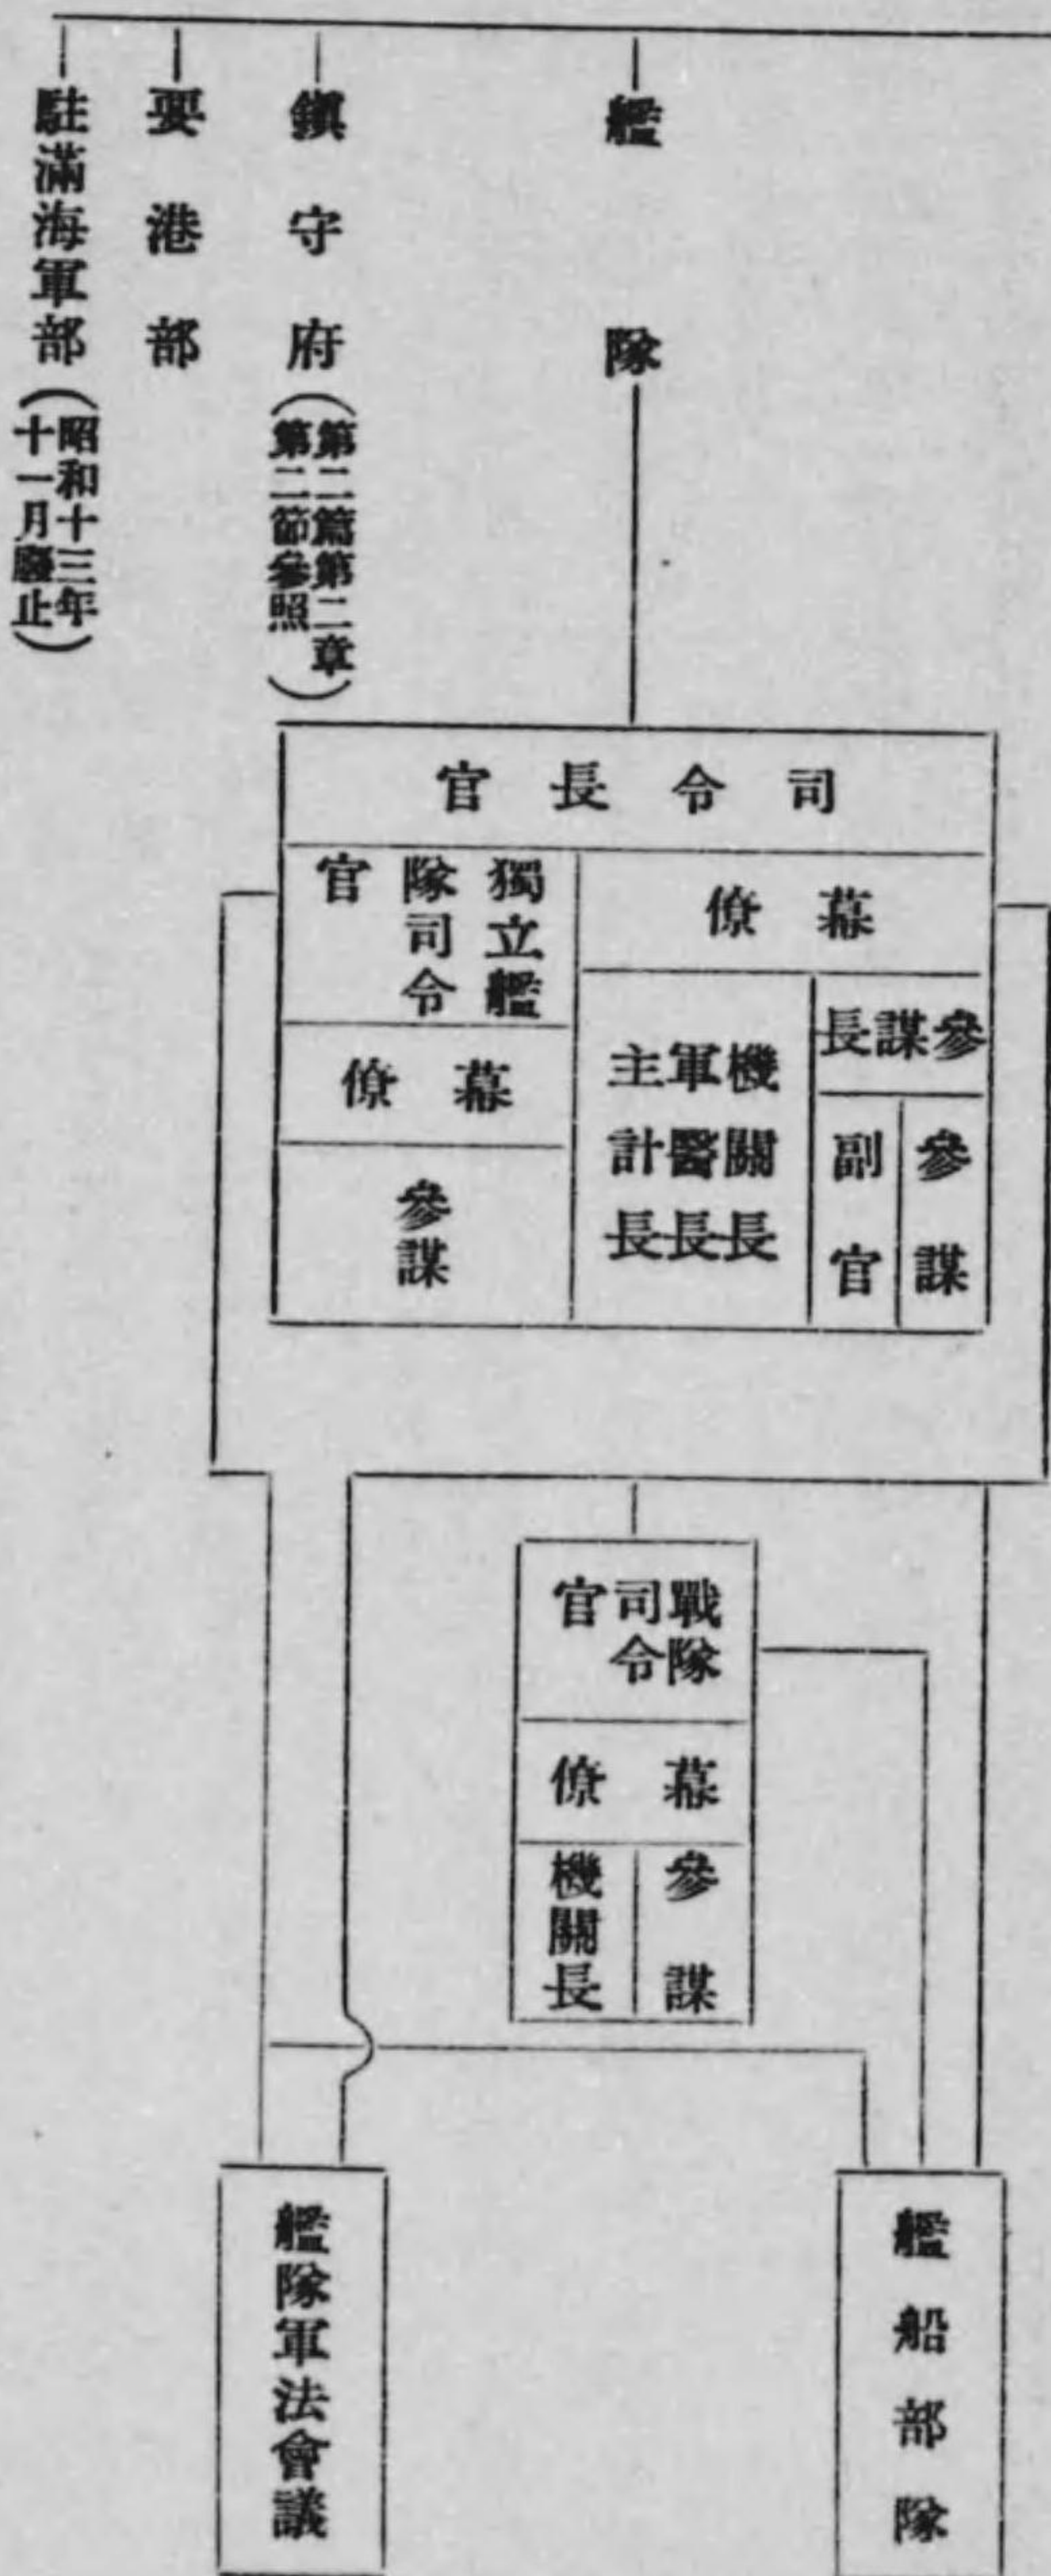 艦隊
鎭守府(第二篇第二章
第二節參照)
要港部
駐滿海軍部(昭和十三年
十一月廢止)
司令長官
幕僚
參謀長
參謀
副官
機關長
軍醫長
主計長
獨立艦
隊司令
官
幕僚
參謀
戰隊
司令
官
幕僚
參謀
機關長
艦船部隊
艦隊軍法會議